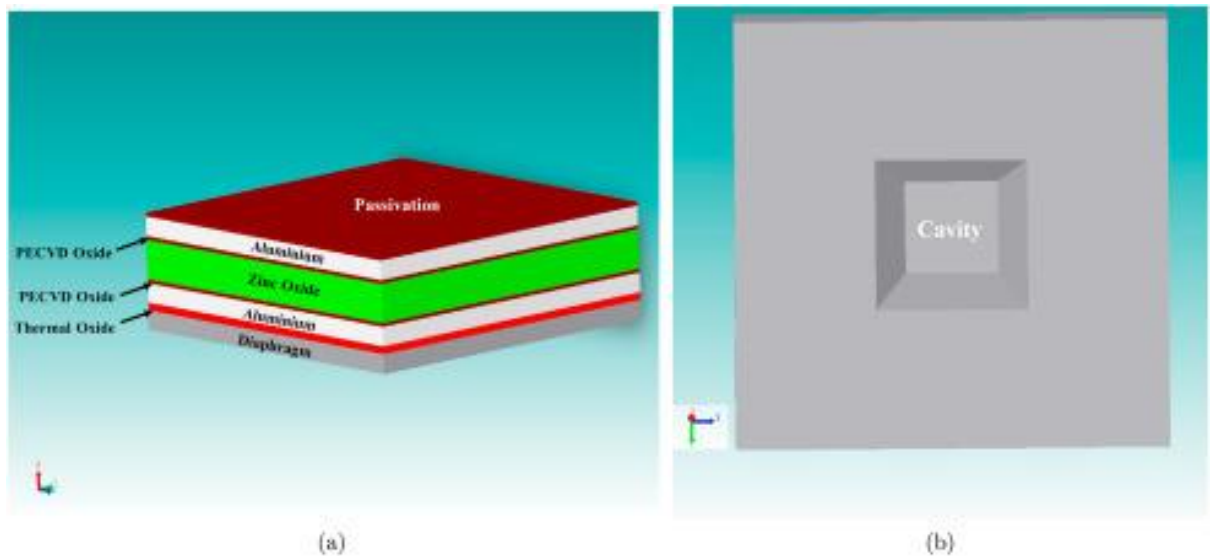 Passivation
Aluminium
PECVD Oxide
Zinc Oxide
PECVD Oxide
Aluminium
Thermal Oxide
Diaphragm
Cavity
(a)
(b)